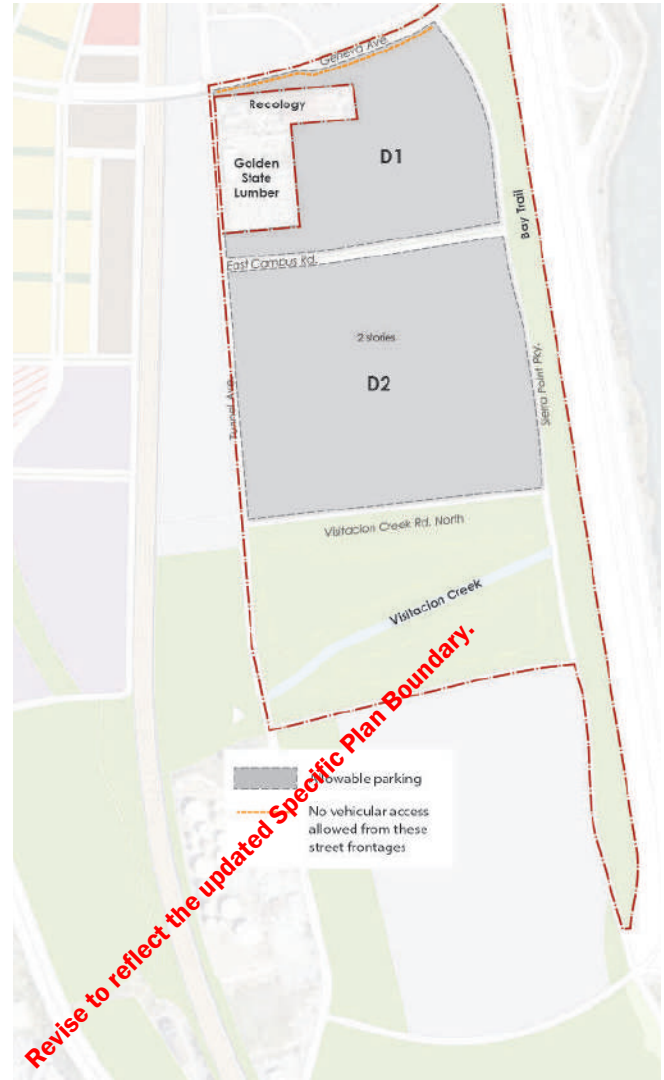 Geneva Ave.
Recology
Golden
State
Lumber
D1
Bay Trail
East Campus Rd.
2 stories
D2
Tunnel Ave.
Sierra Point Pky.
Visitacion Creek Rd. North
Visitacion Creek
Allowable parking
No vehicular access
allowed from these
street frontages
Revise to reflect the updated Specific Plan Boundary.